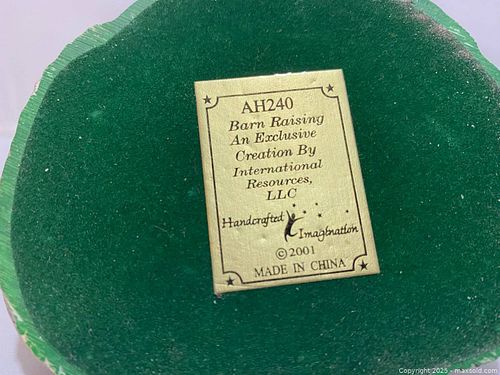 AH240
Barn Raising
An Exclusive
Creation By
International
Resources,
LLC
Handcrafted
Imagination
©2001
MADE IN CHINA
Copyright 2025 - maxsold.com